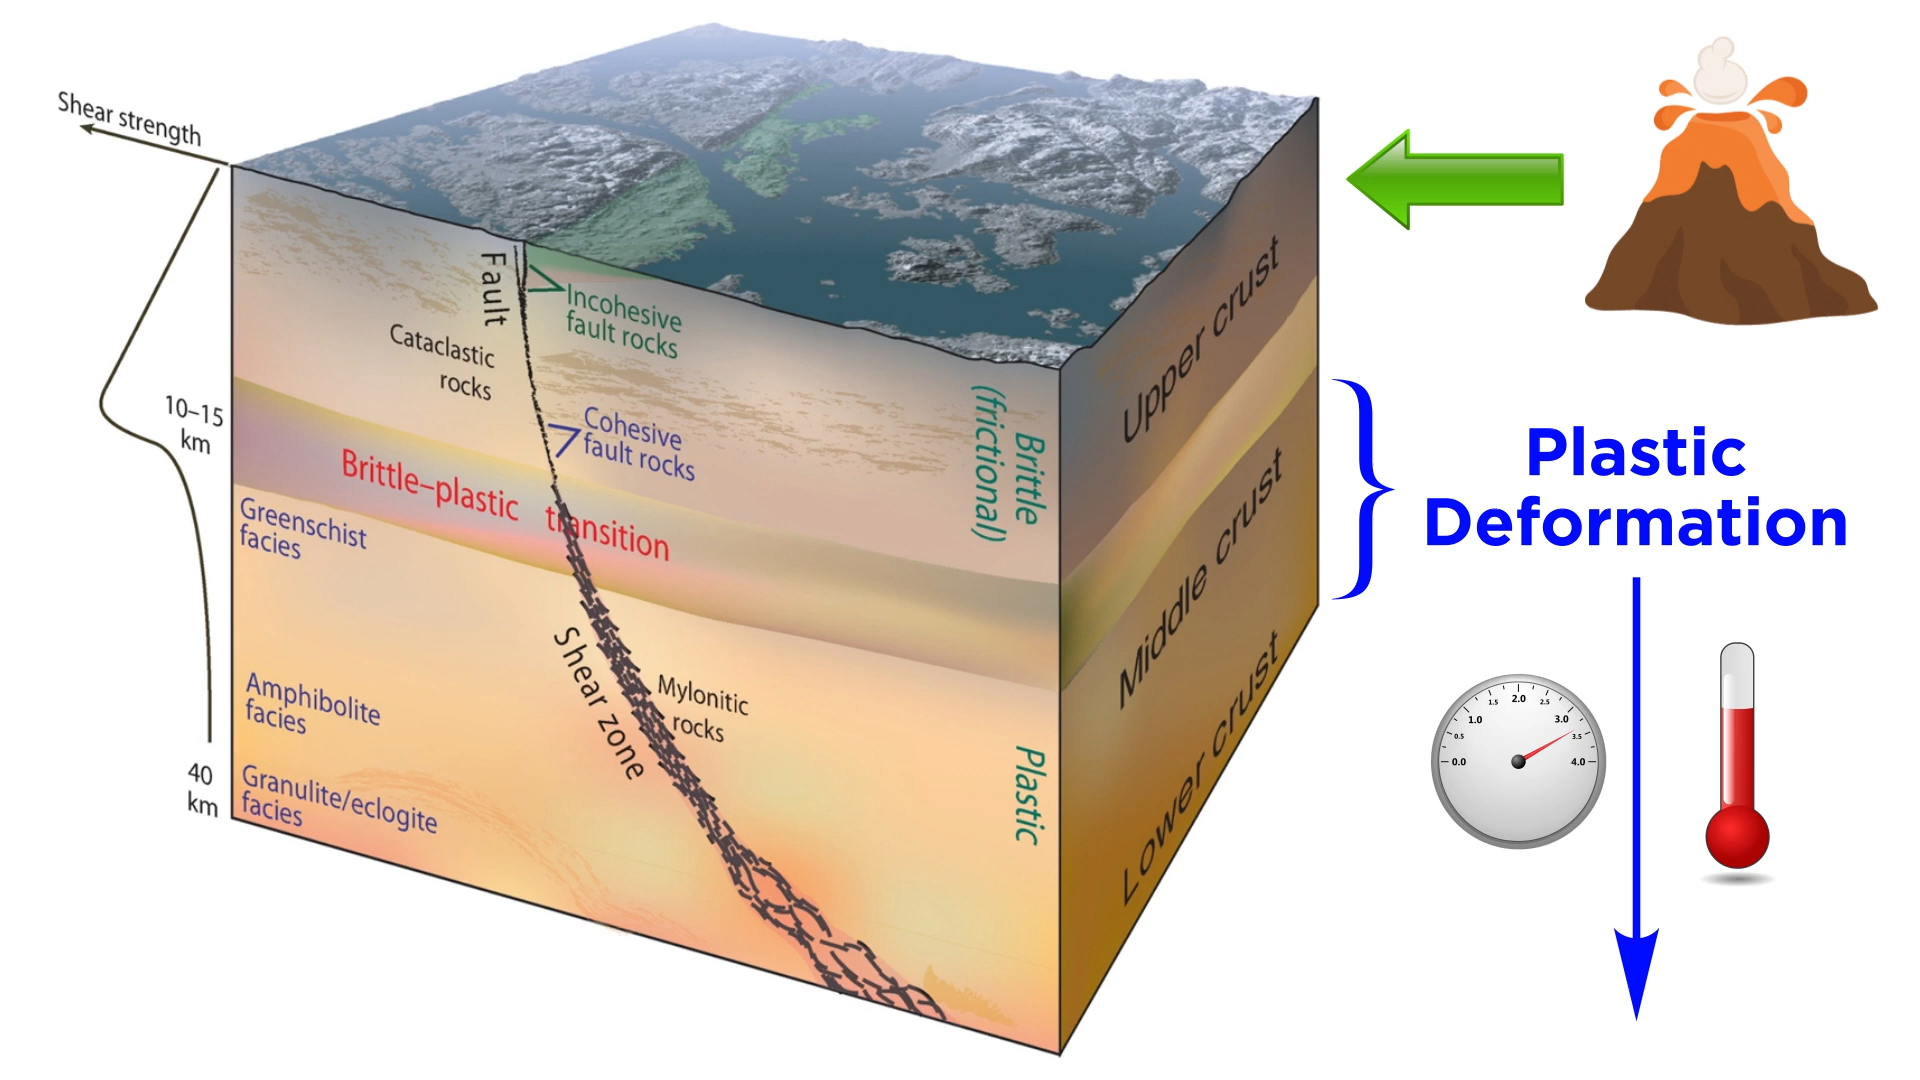 Shear strength
Fault
Incohesive
fault rocks
Cataclastic
rocks
10–15
km
Cohesive
fault rocks
Brittle
(frictional)
Brittle–plastic transition
Greenschist
facies
Shear zone
Mylonitic
rocks
Amphibolite
facies
Plastic
40
km
Granulite/eclogite
facies
Upper crust
Middle crust
Lower crust
Plastic
Deformation
0.0
0.5
1.0
1.5
2.0
2.5
3.0
3.5
4.0